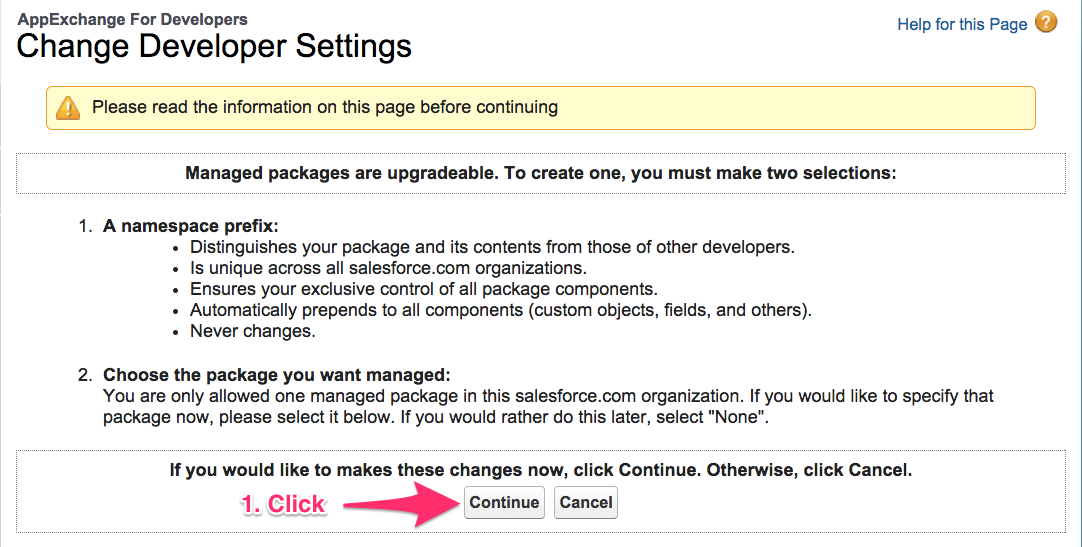 AppExchange For Developers
Change Developer Settings
Help for this Page ?
Please read the information on this page before continuing
Managed packages are upgradeable. To create one, you must make two selections:
1. A namespace prefix:
• Distinguishes your package and its contents from those of other developers.
• Is unique across all salesforce.com organizations.
• Ensures your exclusive control of all package components.
• Automatically prepends to all components (custom objects, fields, and others).
• Never changes.
2. Choose the package you want managed:
You are only allowed one managed package in this salesforce.com organization. If you would like to specify that
package now, please select it below. If you would rather do this later, select "None".
If you would like to makes these changes now, click Continue. Otherwise, click Cancel.
1. Click Continue Cancel